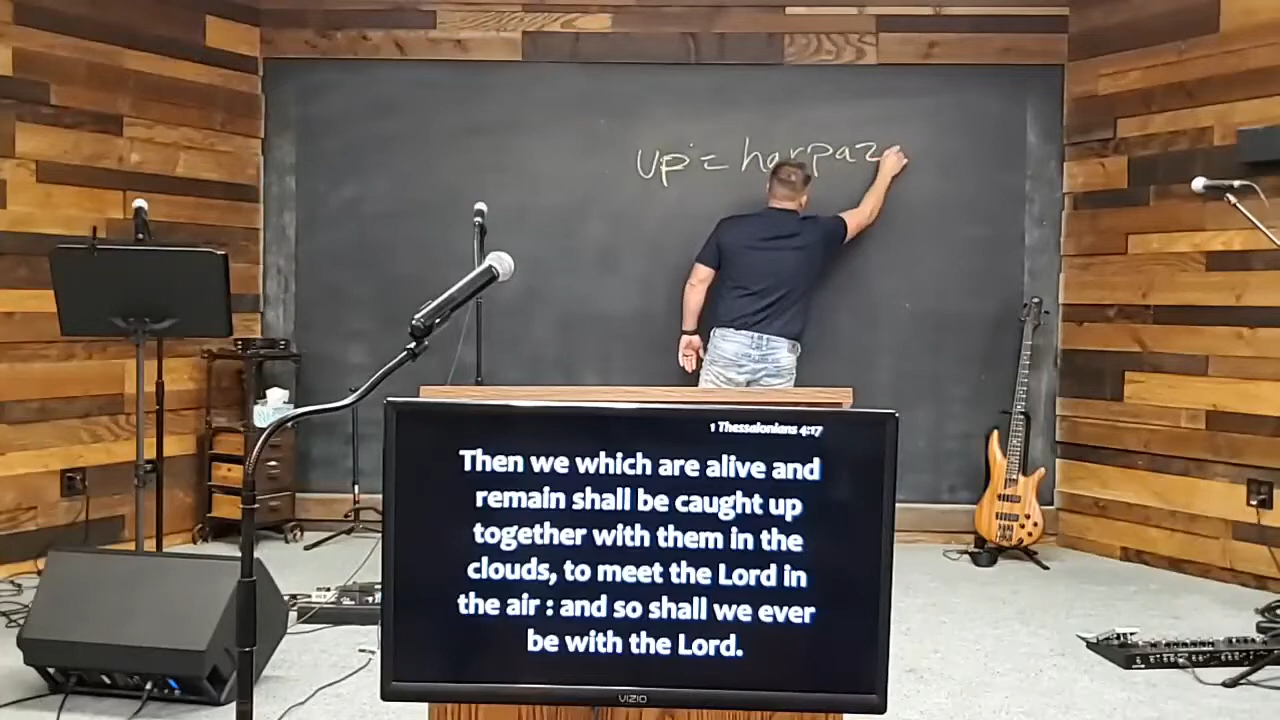 up = harpaz
1 Thessalonians 4:17
Then we which are alive and
remain shall be caught up
together with them in the
clouds, to meet the Lord in
the air : and so shall we ever
be with the Lord.
VIZIO